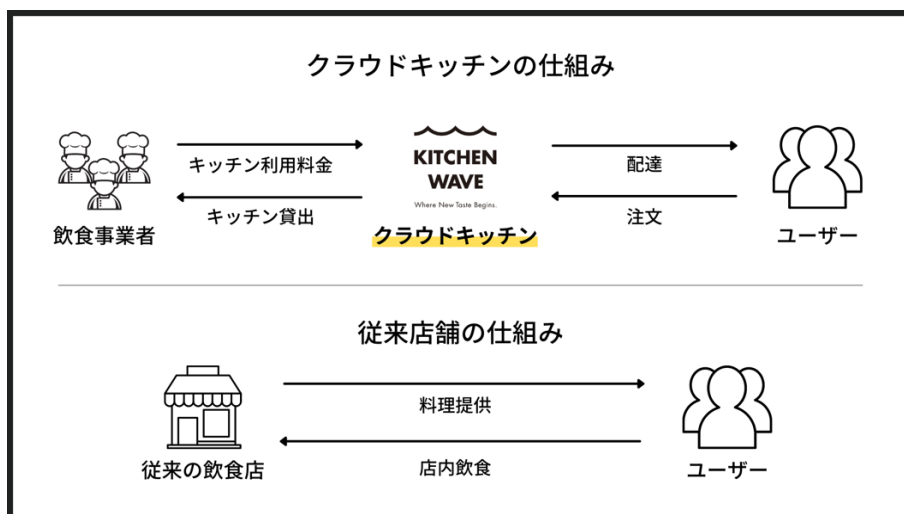 クラウドキッチンの仕組み
キッチン利用料金
キッチン貸出
飲食事業者
KITCHEN
WAVE
Where New Taste Begins.
クラウドキッチン
配達
注文
ユーザー
従来店舗の仕組み
料理提供
店内飲食
従来の飲食店
ユーザー